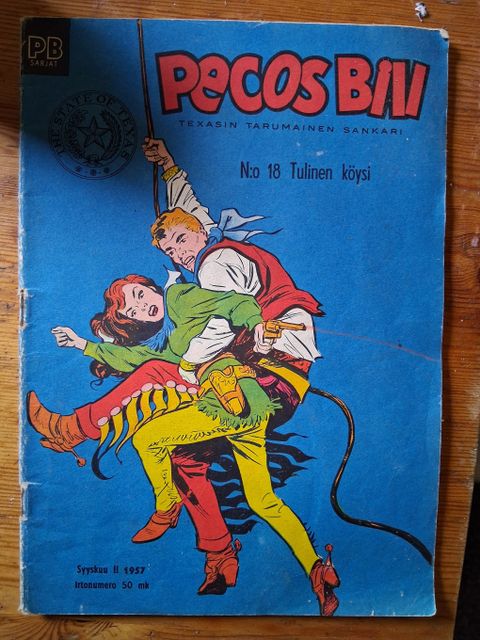 PB
SARJAT
PECOS BILL
TEXASIN TARUMAINEN SANKARI
THE STATE OF TEXAS
N:o 18 Tulinen köysi
Syyskuu II 1957
Irtonumero 50 mk